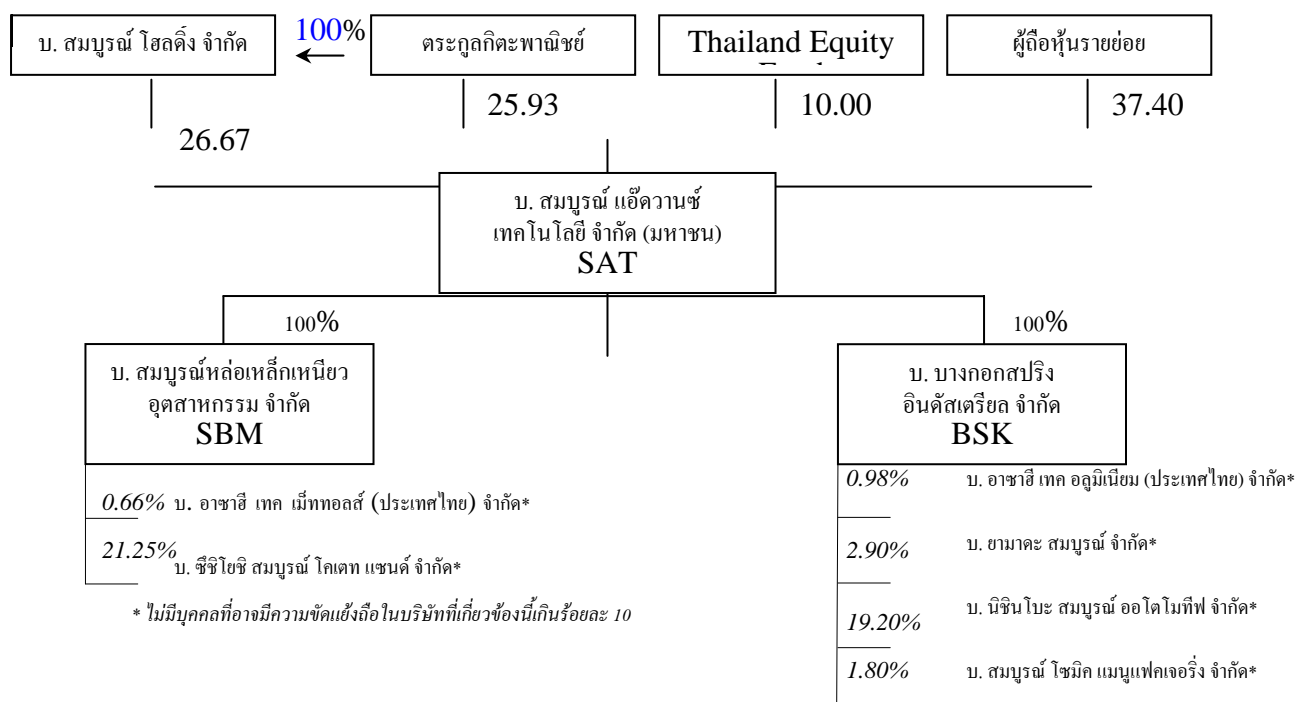 บ. สมบูรณ์ โฮลดิ้ง จำกัด
100%
ตระกูลกิตะพาณิชย์
Thailand Equity
ผู้ถือหุ้นรายย่อย
26.67
25.93
10.00
37.40
บ. สมบูรณ์ แอ๊ดวานซ์
เทคโนโลยี จำกัด (มหาชน)
SAT
100%
100%
บ. สมบูรณ์หล่อเหล็กเหนียว
อุตสาหกรรม จำกัด
SBM
บ. บางกอกสปริง
อินดัสเตรียล จำกัด
BSK
0.66% บ. อาซาฮี เทค เม็ททอลส์ (ประเทศไทย) จำกัด*
21.25% บ. ซึชิโยชิ สมบูรณ์ โคเตท แซนด์ จำกัด*
* ไม่มีบุคคลที่อาจมีความขัดแย้งถือในบริษัทที่เกี่ยวข้องนี้เกินร้อยละ 10
0.98% บ. อาซาฮี เทค อลูมิเนียม (ประเทศไทย) จำกัด*
2.90% บ. ยามาดะ สมบูรณ์ จำกัด*
19.20% บ. นิชินโบะ สมบูรณ์ ออโตโมทีฟ จำกัด*
1.80% บ. สมบูรณ์ โซมิค แมนูแฟคเจอริ่ง จำกัด*